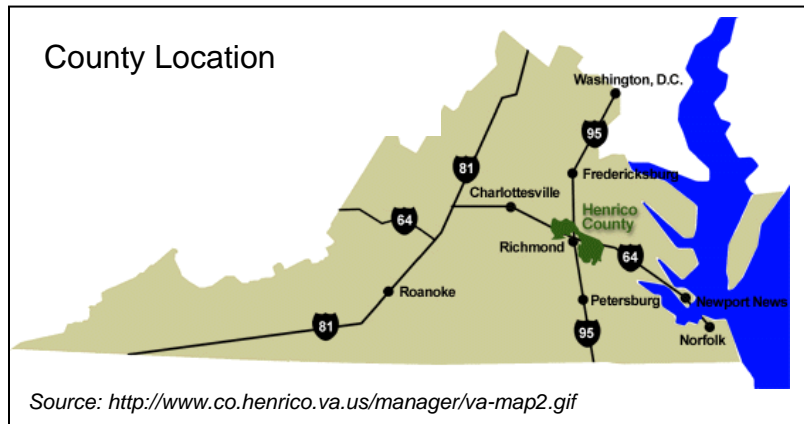 County Location
Washington, D.C.
95
Fredericksburg
81
Charlottesville
Henrico
County
64
Richmond
64
Roanoke
Petersburg
Newport News
81
95
Norfolk
Source: http://www.co.henrico.va.us/manager/va-map2.gif